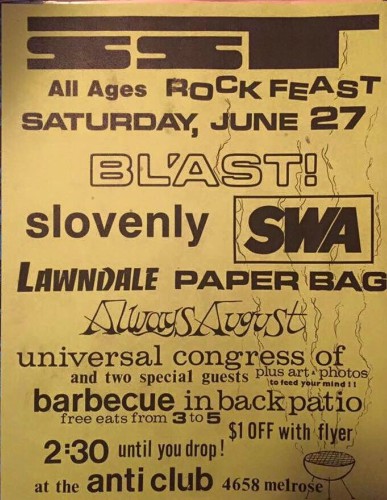 SST
All Ages ROCK FEAST
SATURDAY, JUNE 27
BL'AST!
slovenly SWA
LAWNDALE PAPER BAG
Always August
universal congress of
and two special guests plus art & photos
to feed your mind!!
barbecue in back patio
free eats from 3 to 5
$1 OFF with flyer
2:30 until you drop!
at the anti club 4658 melrose